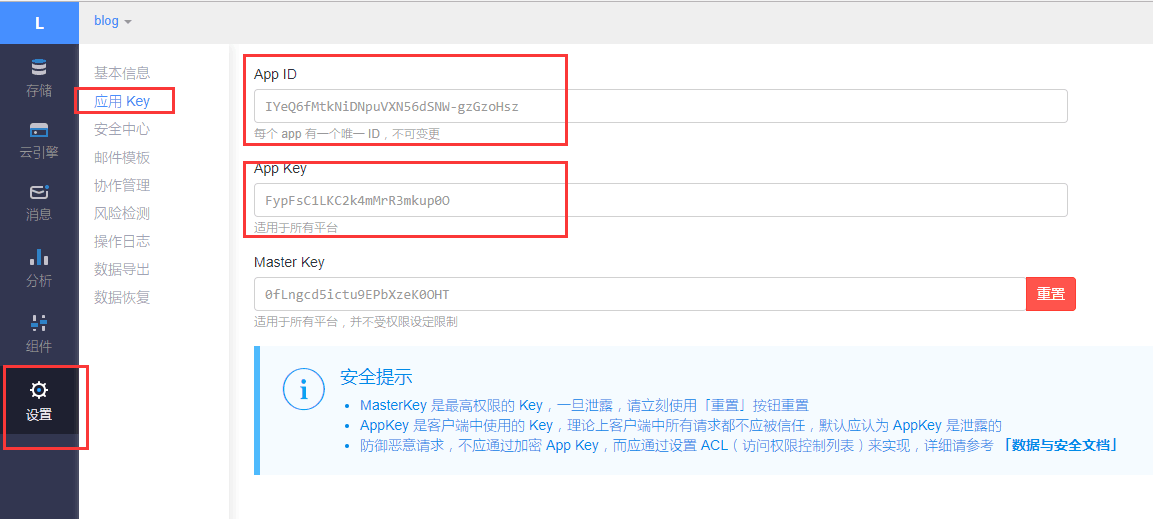 L
blog
存储
云引擎
消息
分析
组件
设置
基本信息
应用 Key
安全中心
邮件模板
协作管理
风险检测
操作日志
数据导出
数据恢复
App ID
IYeQ6fMtkNiDNpuVXN56dSNW-gzGzoHsz
每个 app 有一个唯一 ID，不可变更
App Key
FypFsC1LKC2k4mMrR3mkup0O
适用于所有平台
Master Key
0fLngcd5ictu9EPbXzeK0OHT
重置
适用于所有平台，并不受权限设定限制
安全提示
MasterKey 是最高权限的 Key，一旦泄露，请立刻使用「重置」按钮重置
AppKey 是客户端中使用的 Key，理论上客户端中所有请求都不应被信任，默认应认为 AppKey 是泄露的
防御恶意请求，不应通过加密 App Key，而应通过设置 ACL（访问权限控制列表）来实现，详细请参考 「数据与安全文档」